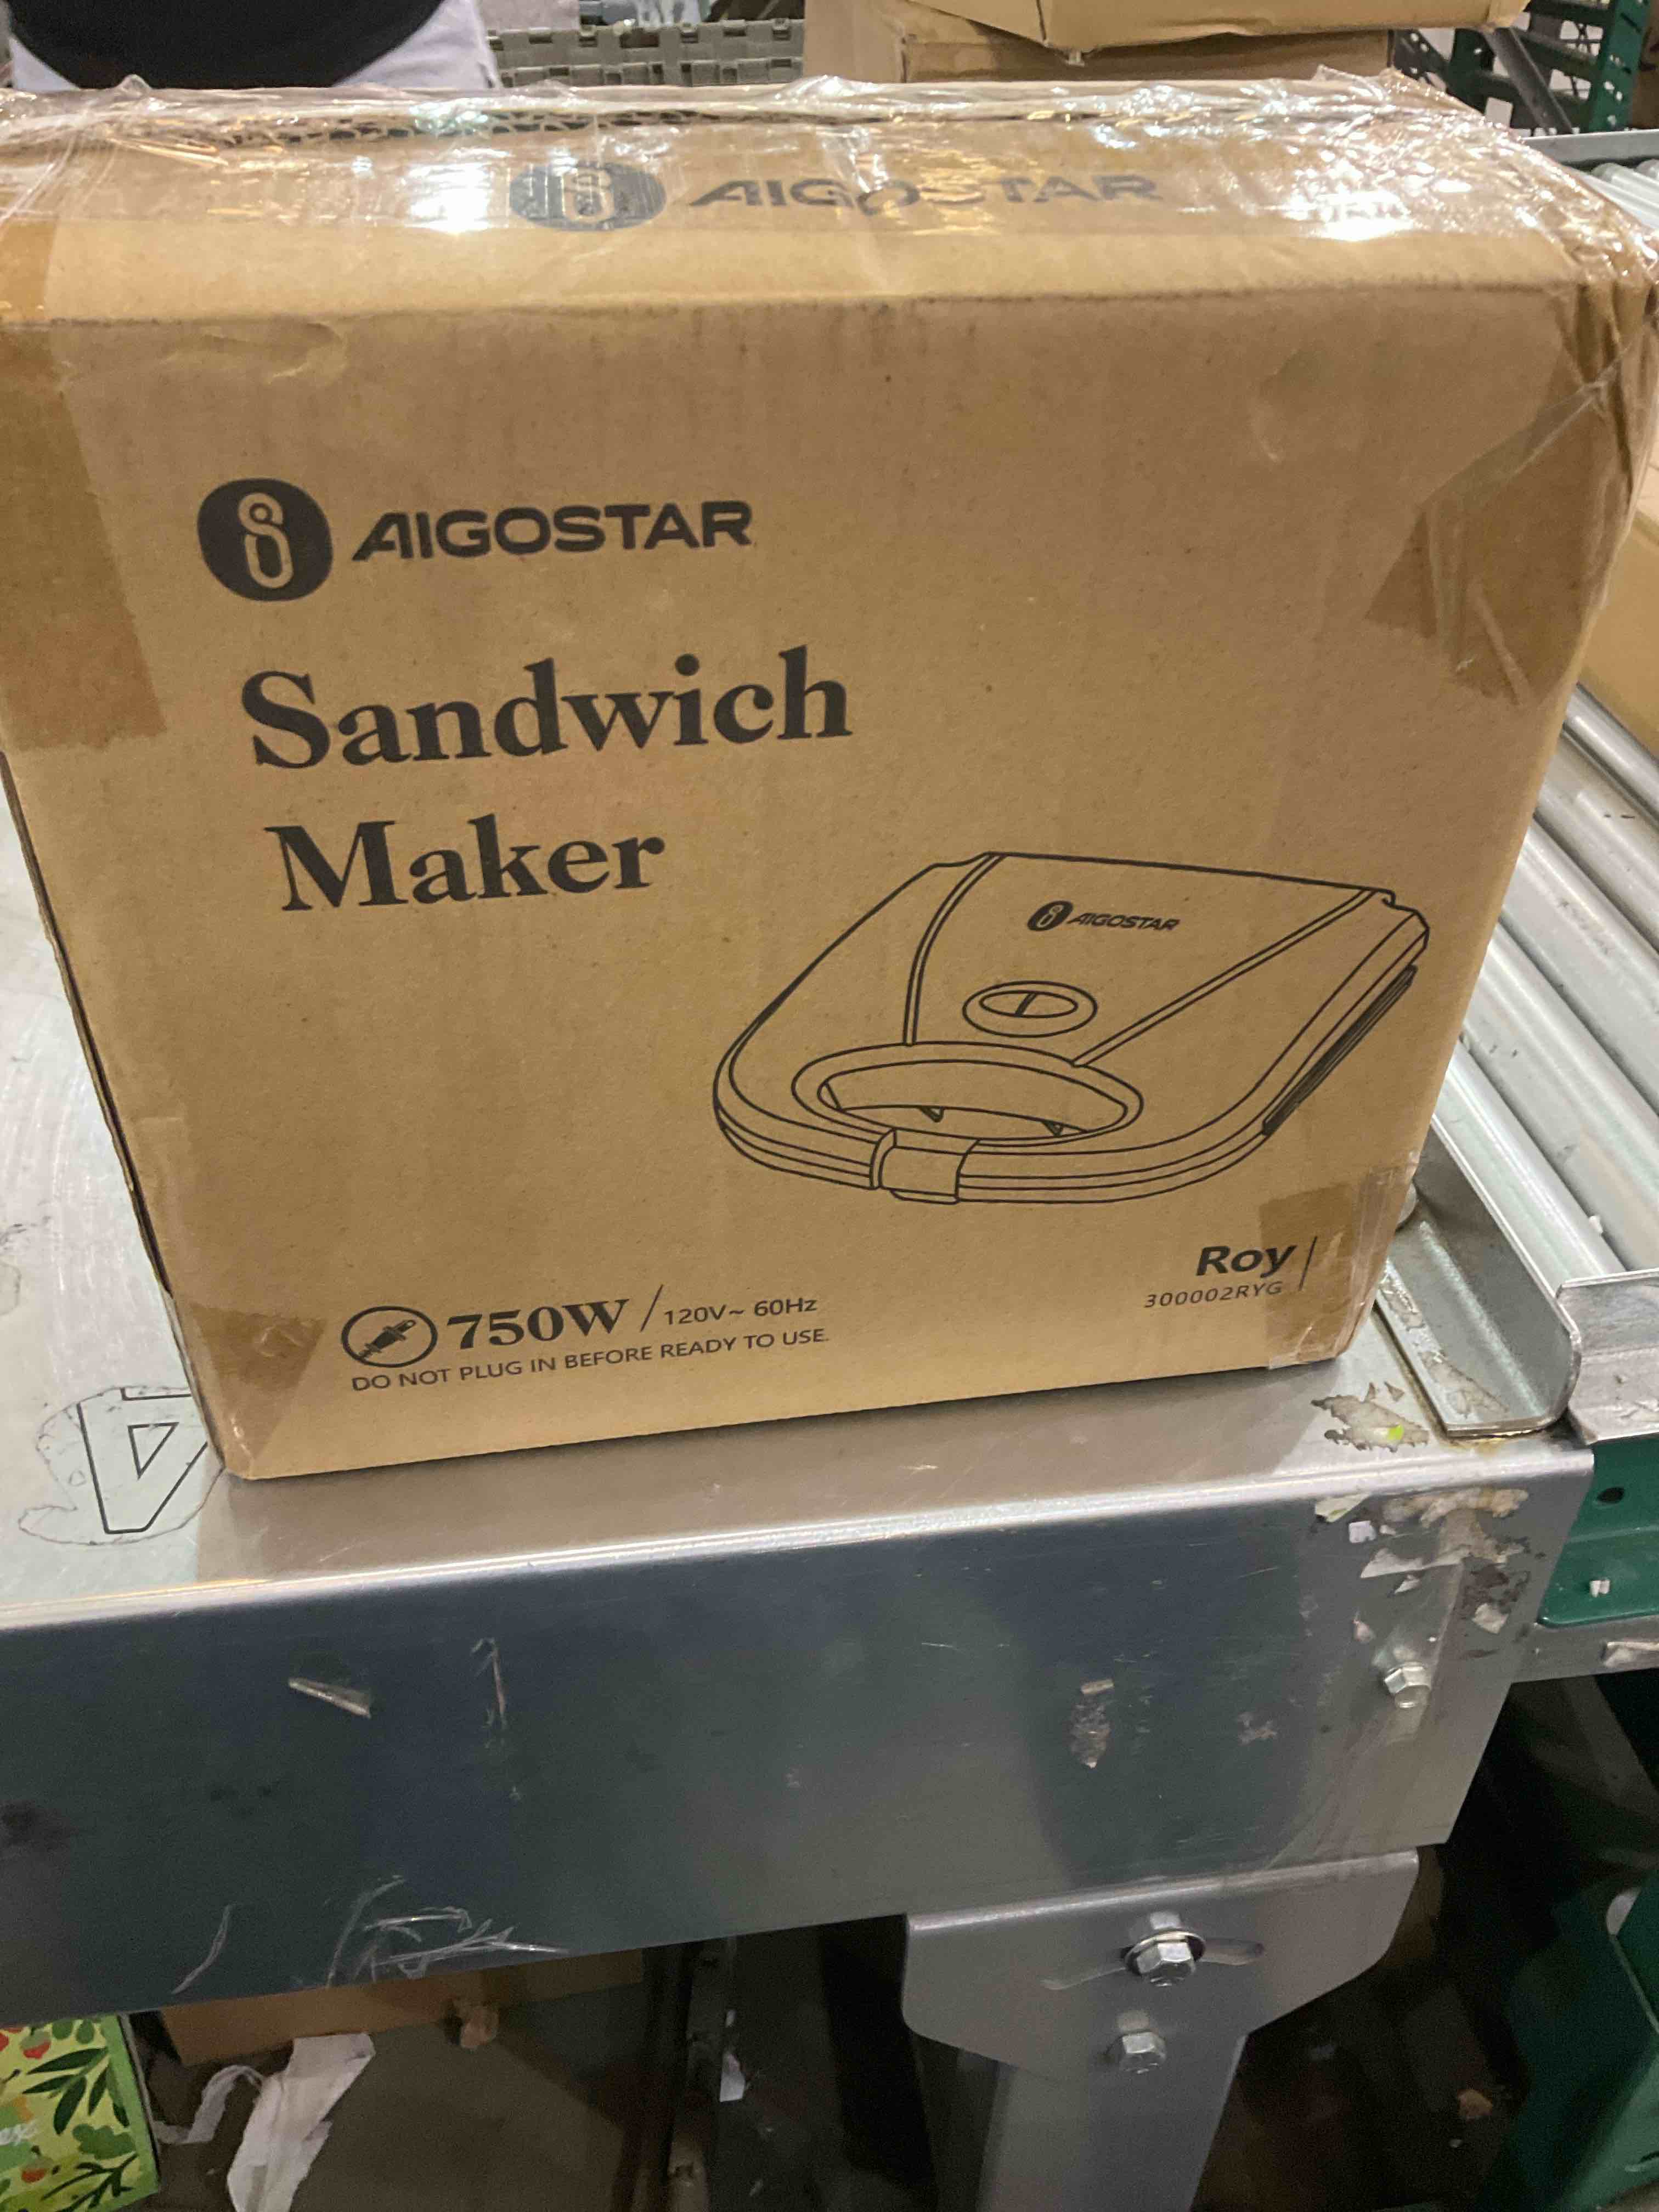 AIGOSTAR
AIGOSTAR
Sandwich
Maker
AIGOSTAR
Roy
300002RYG
750W / 120V~ 60Hz
DO NOT PLUG IN BEFORE READY TO USE.